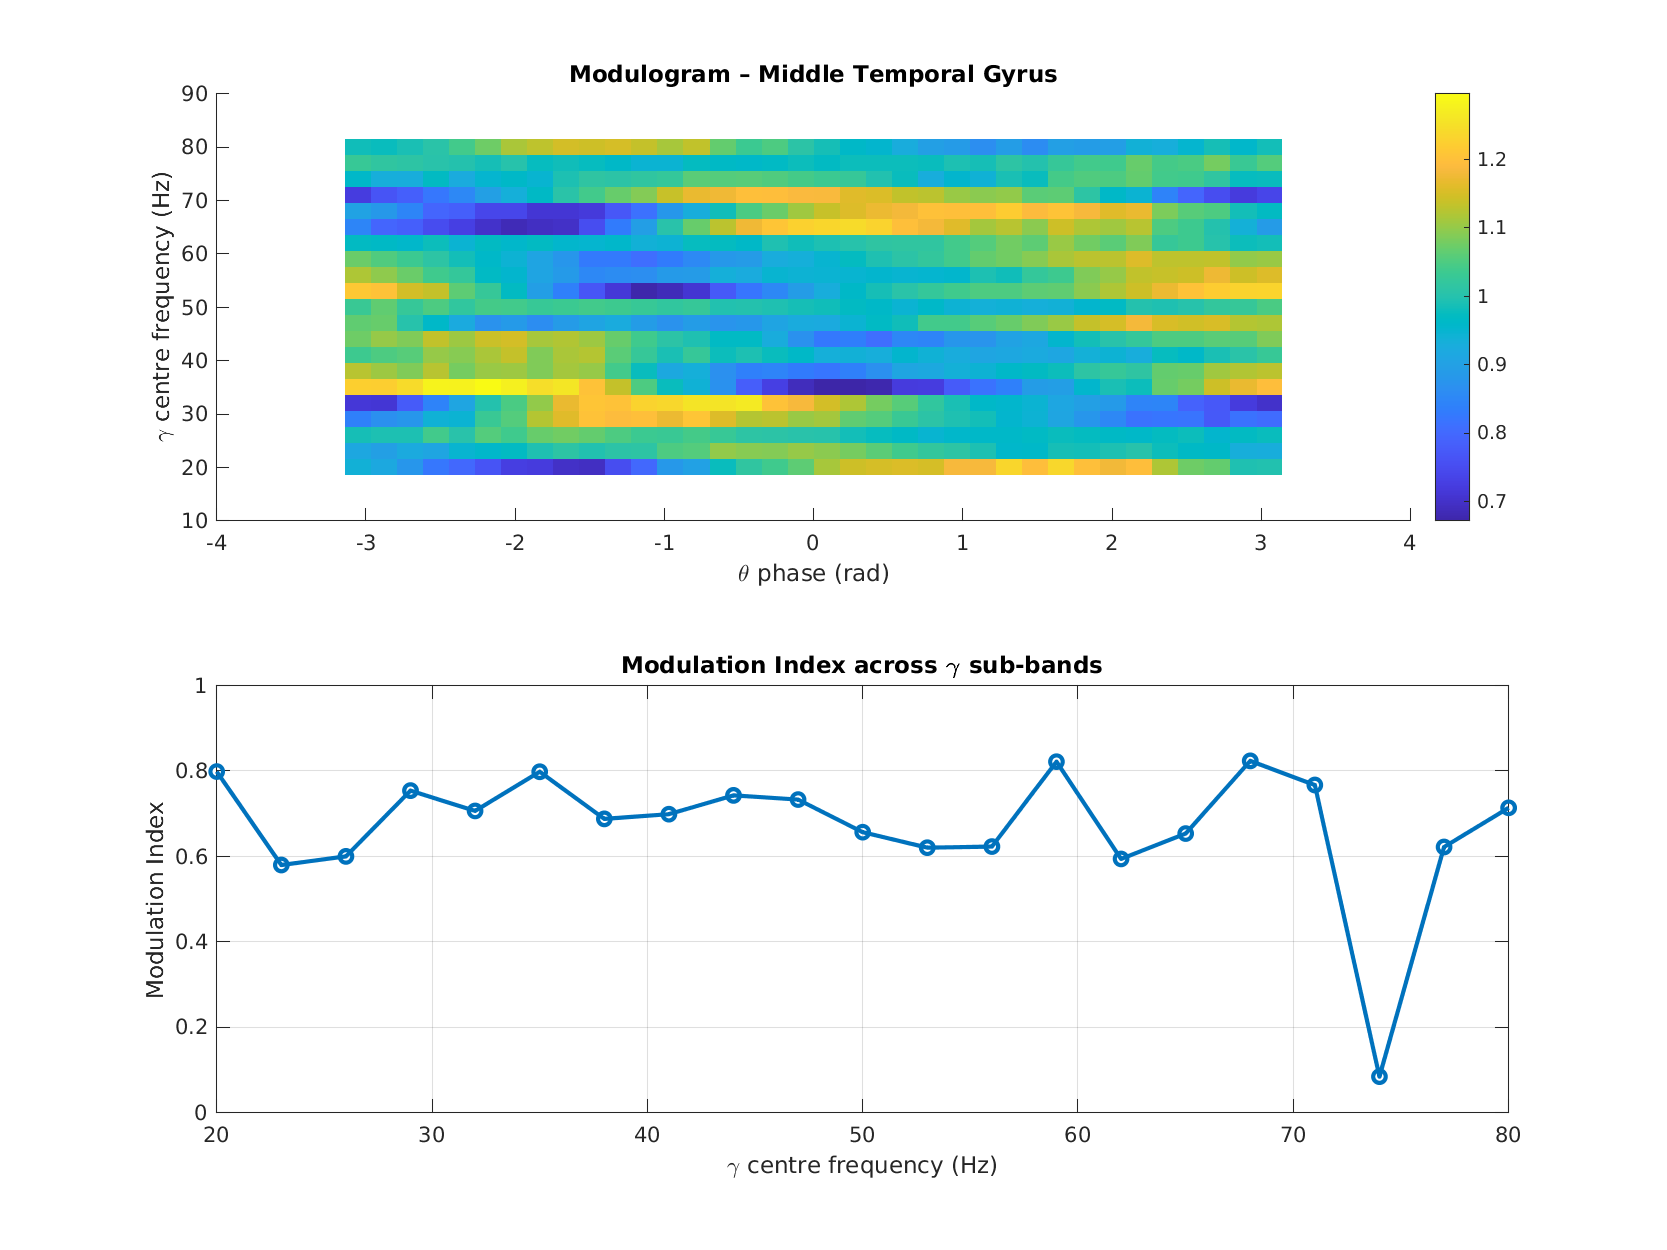 Modulogram – Middle Temporal Gyrus
90
80
70
60
50
40
30
20
10
γ centre frequency (Hz)
-4 -3 -2 -1 0 1 2 3 4
θ phase (rad)
1.2
1.1
1
0.9
0.8
0.7
Modulation Index across γ sub-bands
1
0.8
0.6
0.4
0.2
0
Modulation Index
20 30 40 50 60 70 80
γ centre frequency (Hz)